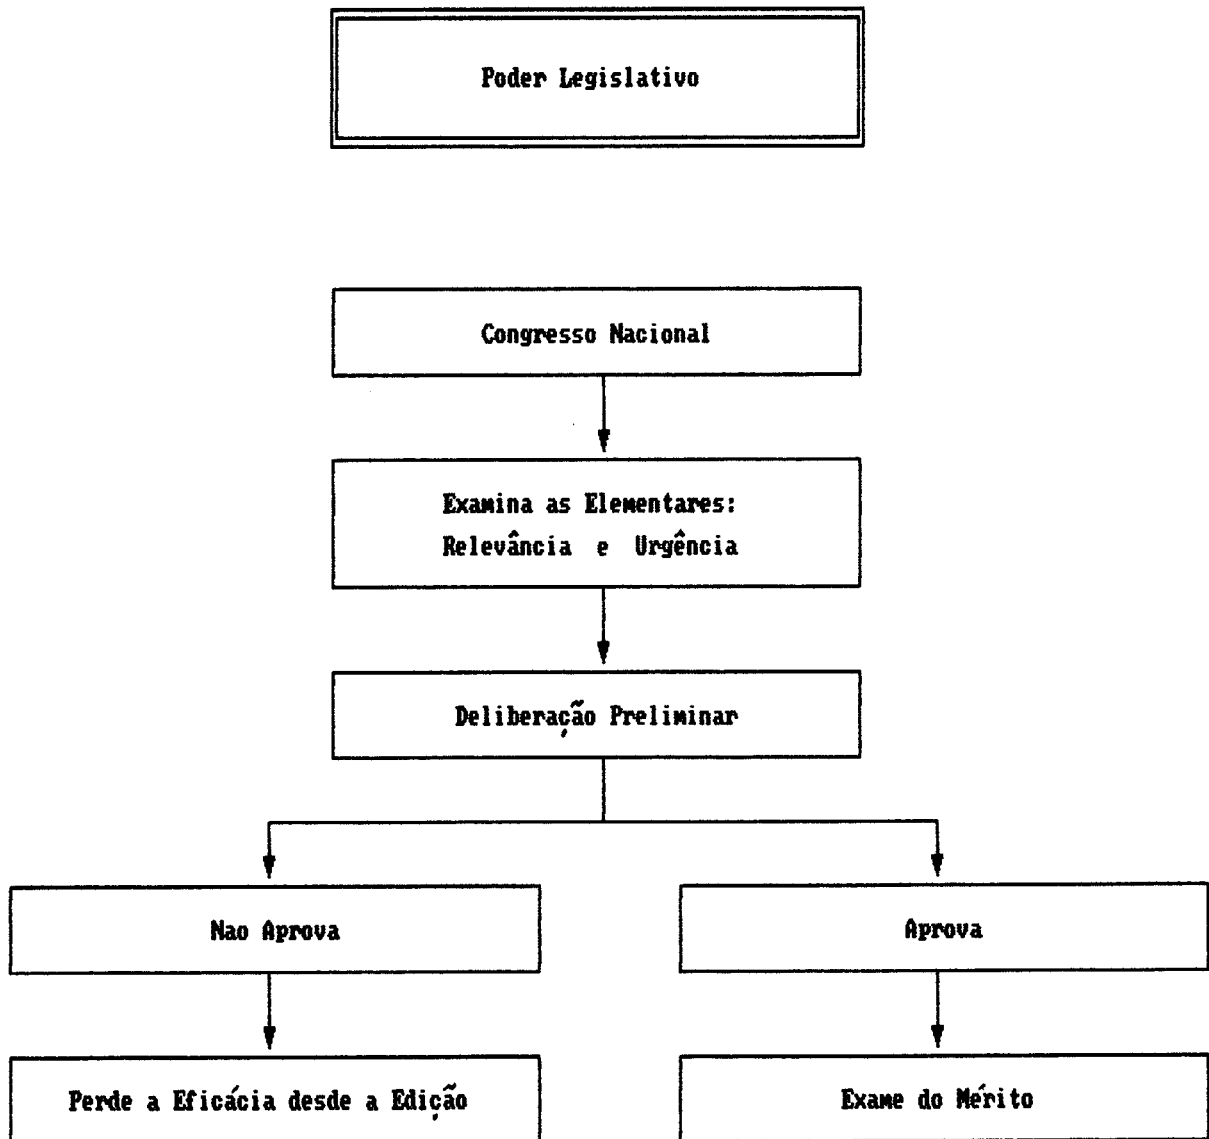 Poder Legislativo
Congresso Nacional
Examina as Elementares:
Relevância e Urgência
Deliberação Preliminar
Nao Aprova
Aprova
Perde a Eficácia desde a Edição
Exame do Mérito